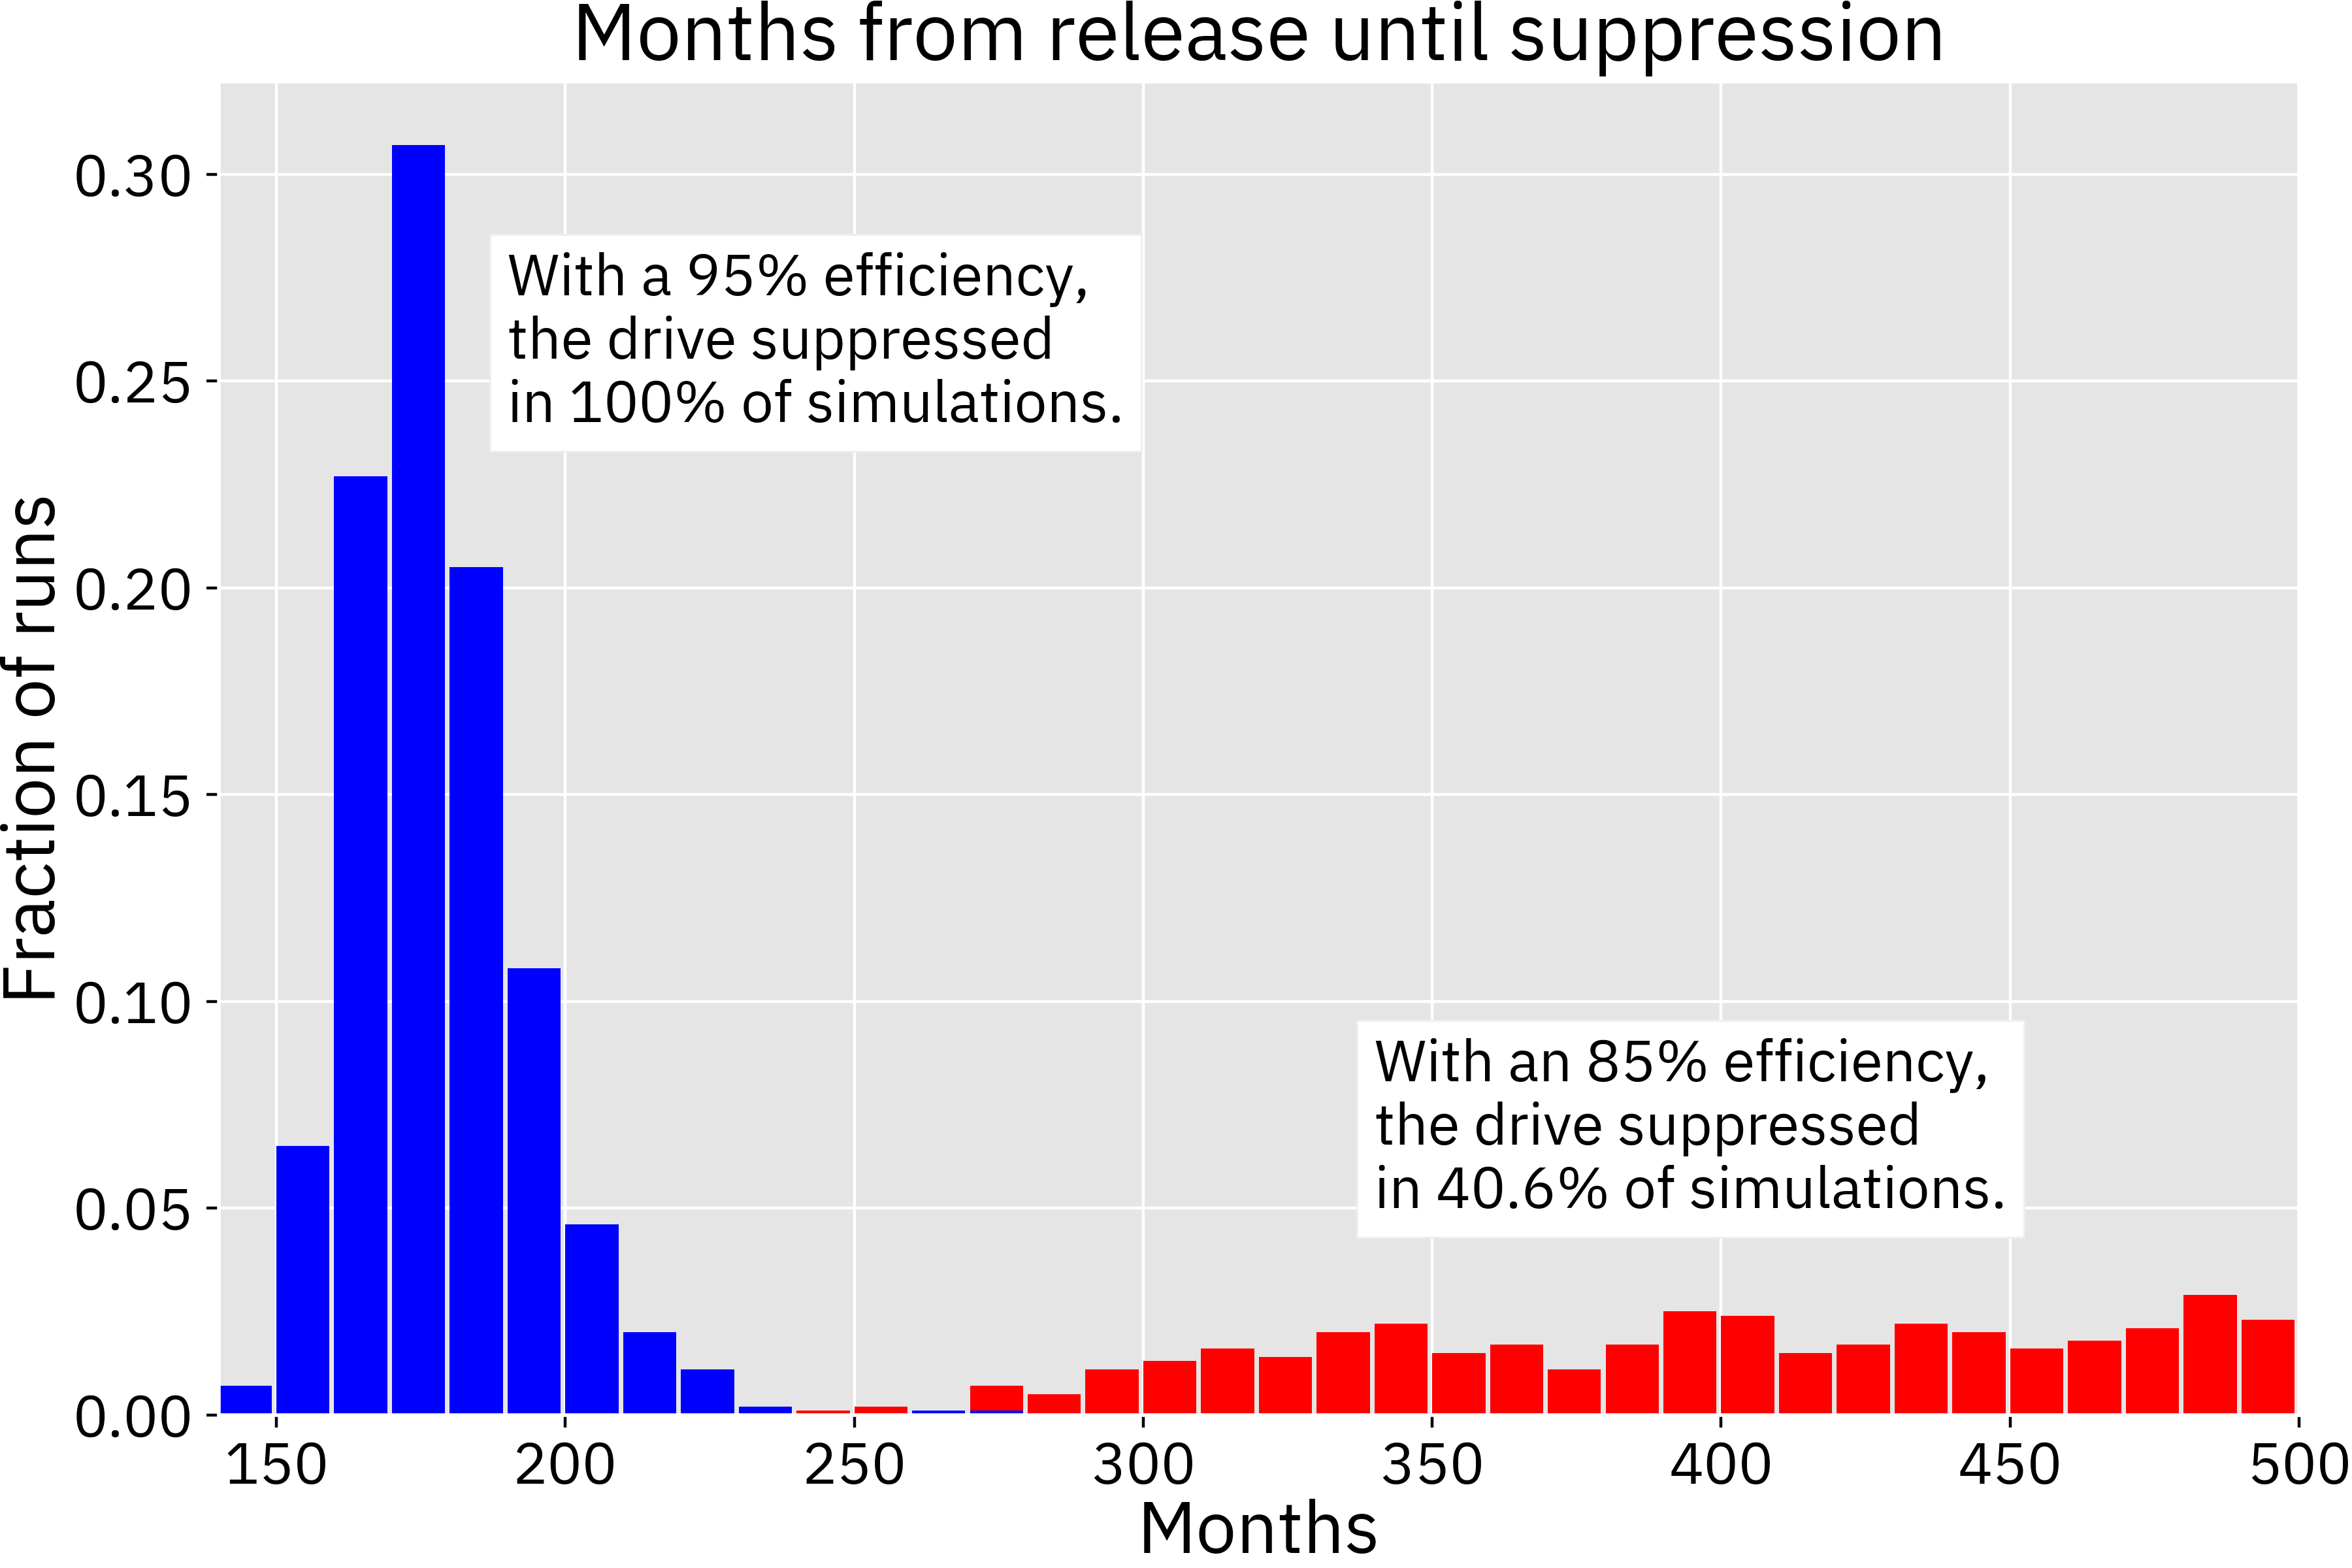 Months from release until suppression
0.30
With a 95% efficiency,
the drive suppressed
in 100% of simulations.
0.25
0.20
0.15
0.10
With an 85% efficiency,
the drive suppressed
in 40.6% of simulations.
0.05
0.00
Fraction of runs
150 200 250 300 350 400 450 500
Months